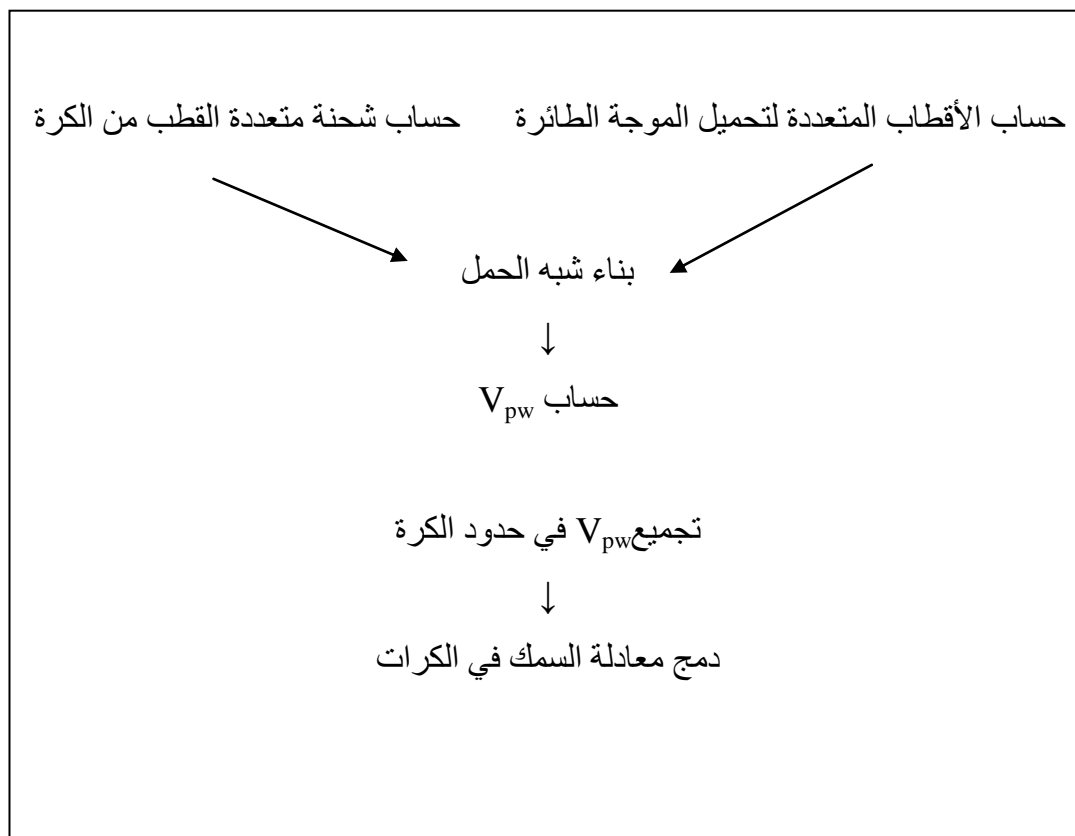 حساب الأقطاب المتعددة لتحميل الموجة الطائرة
حساب شحنة متعددة القطب من الكرة
بناء شبه الحمل
↓
حساب Vpw
تجميعVpw في حدود الكرة
↓
دمج معادلة السمك في الكرات